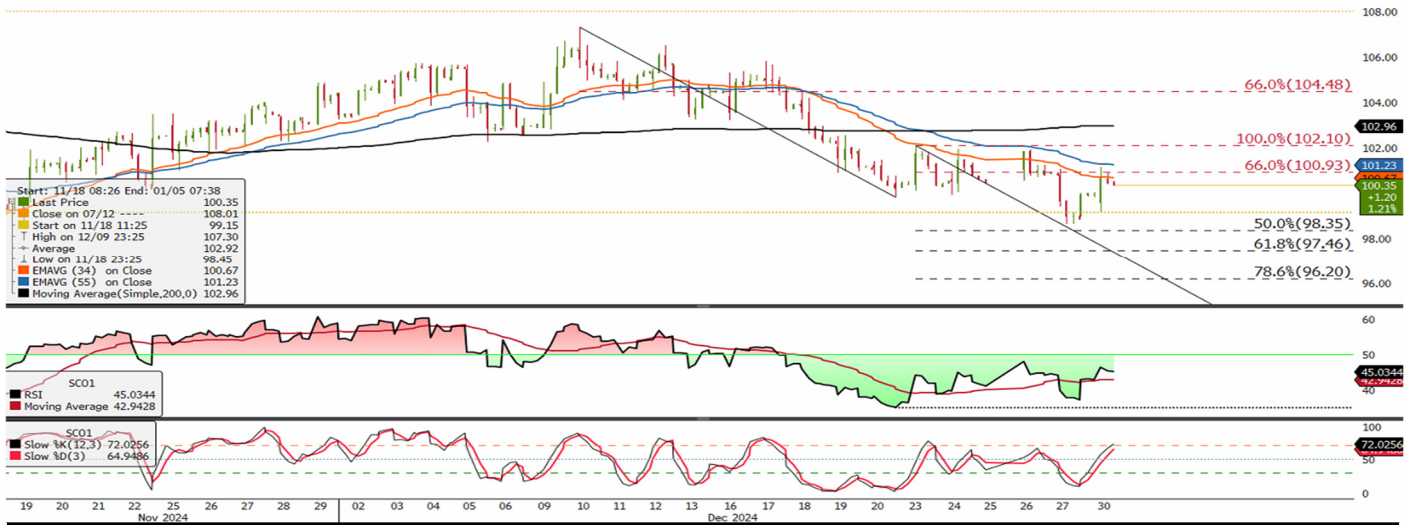 108.00
106.00
66.0%(104.48)
104.00
102.96
100.0%(102.10)
102.00
66.0%(100.93)
101.23
100.67
100.35
+1.20
1.21%
50.0%(98.35)
98.00
61.8%(97.46)
78.6%(96.20)
96.00
Start: 11/18 08:26 End: 01/05 07:38
Last Price 100.35
Close on 07/12 108.01
Start on 11/18 11:25 99.15
High on 12/09 23:25 107.30
Average 102.92
Low on 11/18 23:25 98.45
EMAVG (34) on Close 100.67
EMAVG (55) on Close 101.23
Moving Average(Simple,200,0) 102.96
60
50
45.0344
42.9428
40
SCO1
RSI 45.0344
Moving Average 42.9428
SCO1
Slow %K(12,3) 72.0256
Slow %D(3) 64.9486
100
72.0256
50
0
19 20 21 22 25 26 27 28 29 02 03 04 05 06 09 10 11 12 13 16 17 18 19 20 23 24 25 26 27 30
Nov 2024 Dec 2024